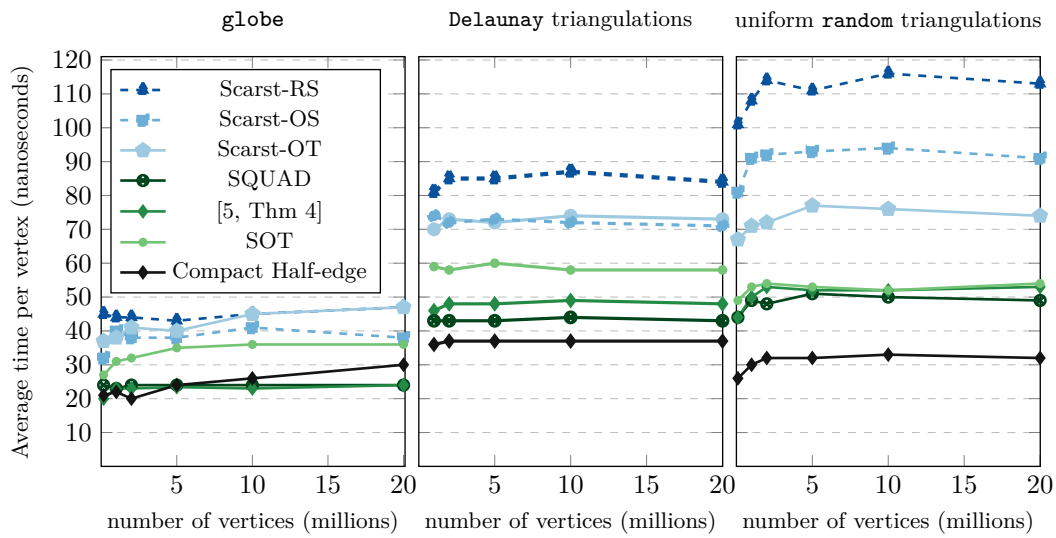 globe
Delaunay triangulations
uniform random triangulations
Average time per vertex (nanoseconds)
120
110
100
90
80
70
60
50
40
30
20
10
Scarst-RS
Scarst-OS
Scarst-OT
SQUAD
[5, Thm 4]
SOT
Compact Half-edge
5 10 15 20
5 10 15 20
5 10 15 20
number of vertices (millions)
number of vertices (millions)
number of vertices (millions)